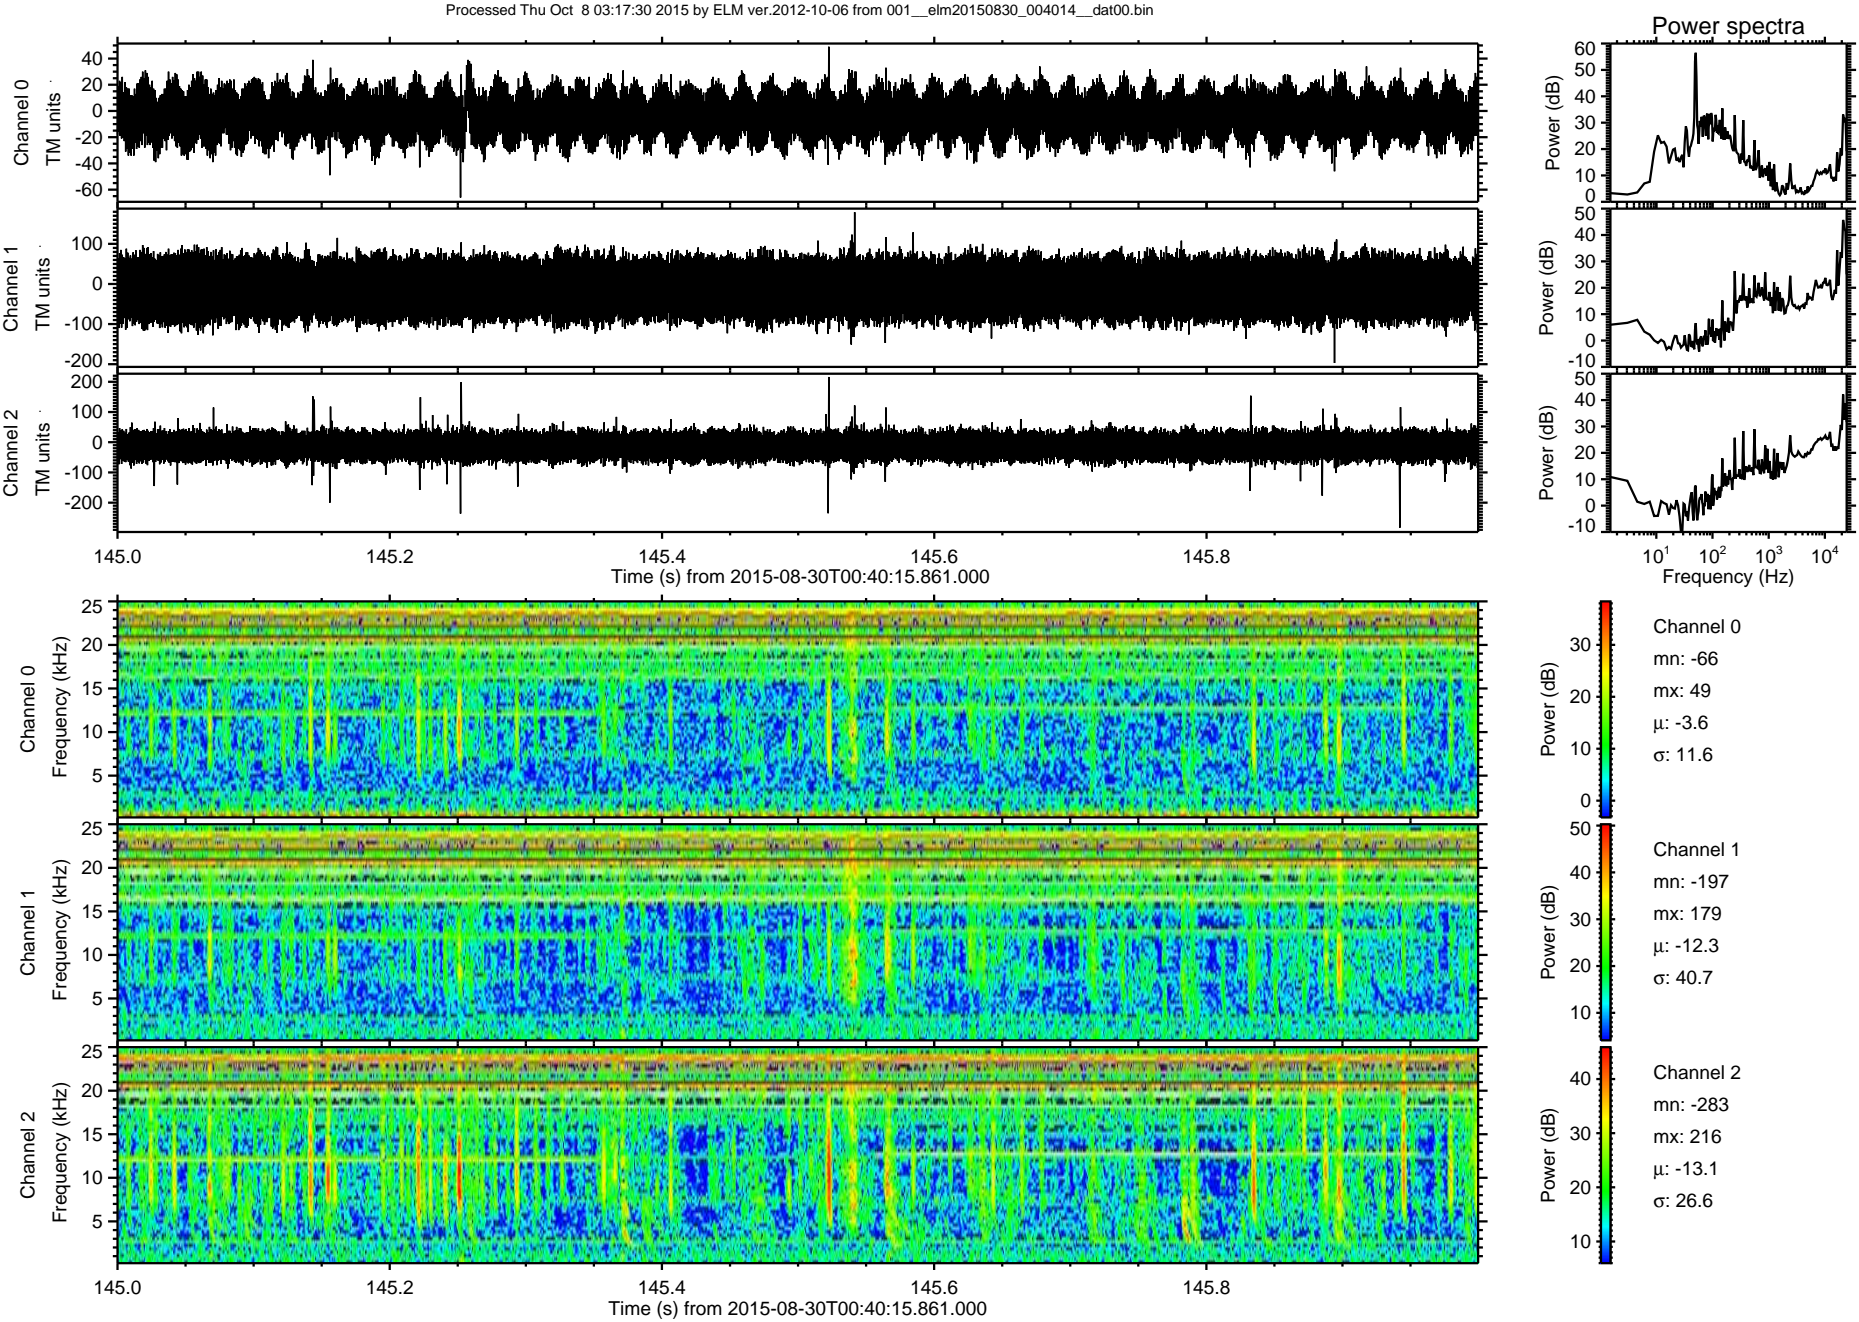 Processed Thu Oct  8 03:17:30 2015 by ELM ver.2012-10-06 from 001__elm20150830_004014__dat00.bin
Power spectra
Channel 0
TM units
40
20
0
-20
-40
-60
Power (dB)
60
50
40
30
20
10
0
Channel 1
TM units
100
0
-100
-200
Power (dB)
50
40
30
20
10
0
-10
Channel 2
TM units
200
100
0
-100
-200
Power (dB)
50
40
30
20
10
0
-10
145.0 145.2 145.4 145.6 145.8
Time (s) from 2015-08-30T00:40:15.861.000
10¹ 10² 10³ 10⁴
Frequency (Hz)
Channel 0
Frequency (kHz)
25
20
15
10
5
Power (dB)
30
20
10
0
Channel 0
mn: -66
mx: 49
μ: -3.6
σ: 11.6
Channel 1
Frequency (kHz)
25
20
15
10
5
Power (dB)
50
40
30
20
10
Channel 1
mn: -197
mx: 179
μ: -12.3
σ: 40.7
Channel 2
Frequency (kHz)
25
20
15
10
5
Power (dB)
40
30
20
10
Channel 2
mn: -283
mx: 216
μ: -13.1
σ: 26.6
145.0 145.2 145.4 145.6 145.8
Time (s) from 2015-08-30T00:40:15.861.000